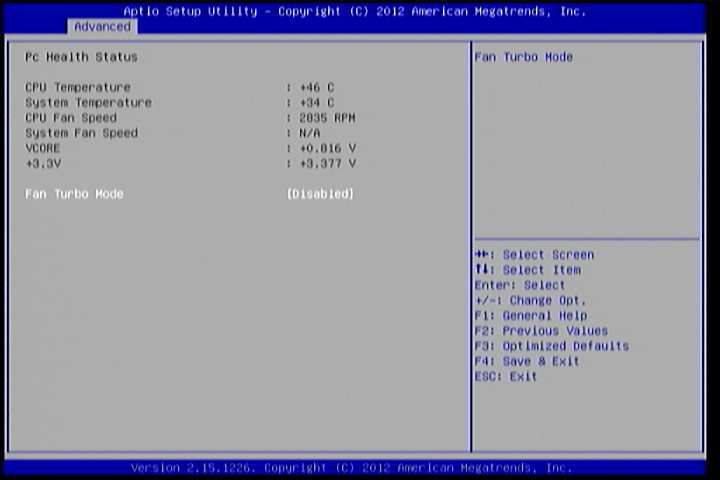 Aptio Setup Utility - Copyright (C) 2012 American Megatrends, Inc.
Advanced
Pc Health Status
CPU Temperature : +46 C
System Temperature : +34 C
CPU Fan Speed : 2835 RPM
System Fan Speed : N/A
VCORE : +0.816 V
+3.3V : +3.377 V
Fan Turbo Mode [Disabled]
Fan Turbo Mode
→←: Select Screen
↑↓: Select Item
Enter: Select
+/-: Change Opt.
F1: General Help
F2: Previous Values
F3: Optimized Defaults
F4: Save & Exit
ESC: Exit
Version 2.15.1226. Copyright (C) 2012 American Megatrends, Inc.